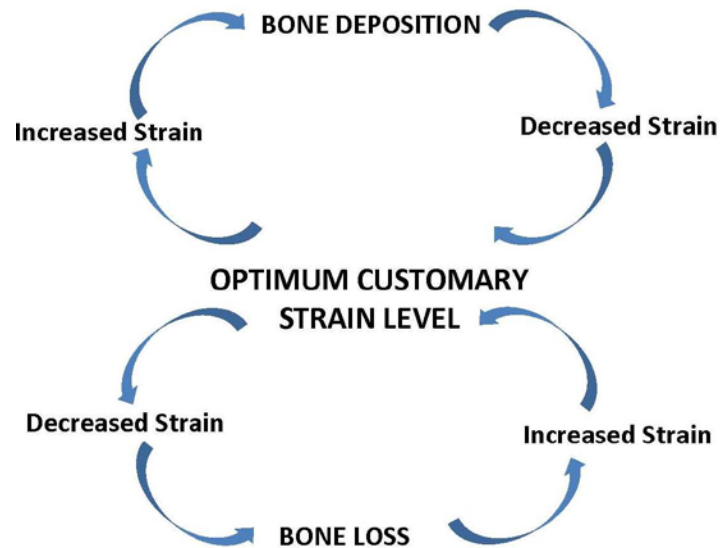 BONE DEPOSITION
Increased Strain
Decreased Strain
OPTIMUM CUSTOMARY
STRAIN LEVEL
Decreased Strain
Increased Strain
BONE LOSS